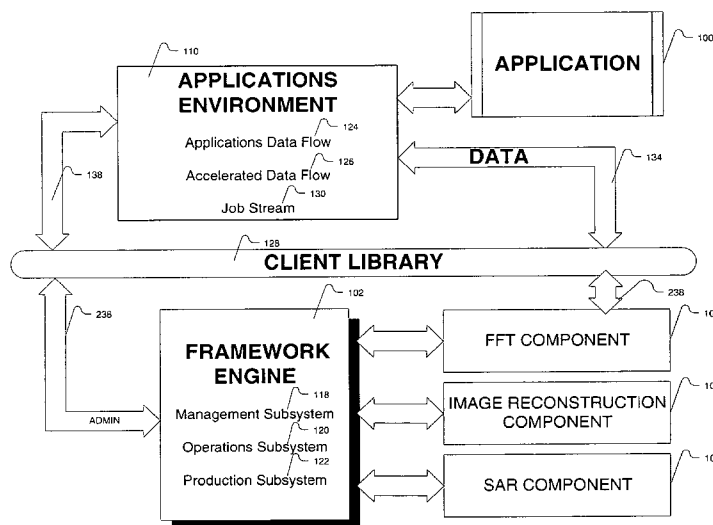 110
APPLICATIONS
ENVIRONMENT
Applications Data Flow 124
Accelerated Data Flow 126
Job Stream 130
APPLICATION
100
DATA
134
138
128
CLIENT LIBRARY
238
238
ADMIN
102
FRAMEWORK
ENGINE
Management Subsystem 118
Operations Subsystem 120
Production Subsystem 122
FFT COMPONENT
IMAGE RECONSTRUCTION
COMPONENT
SAR COMPONENT